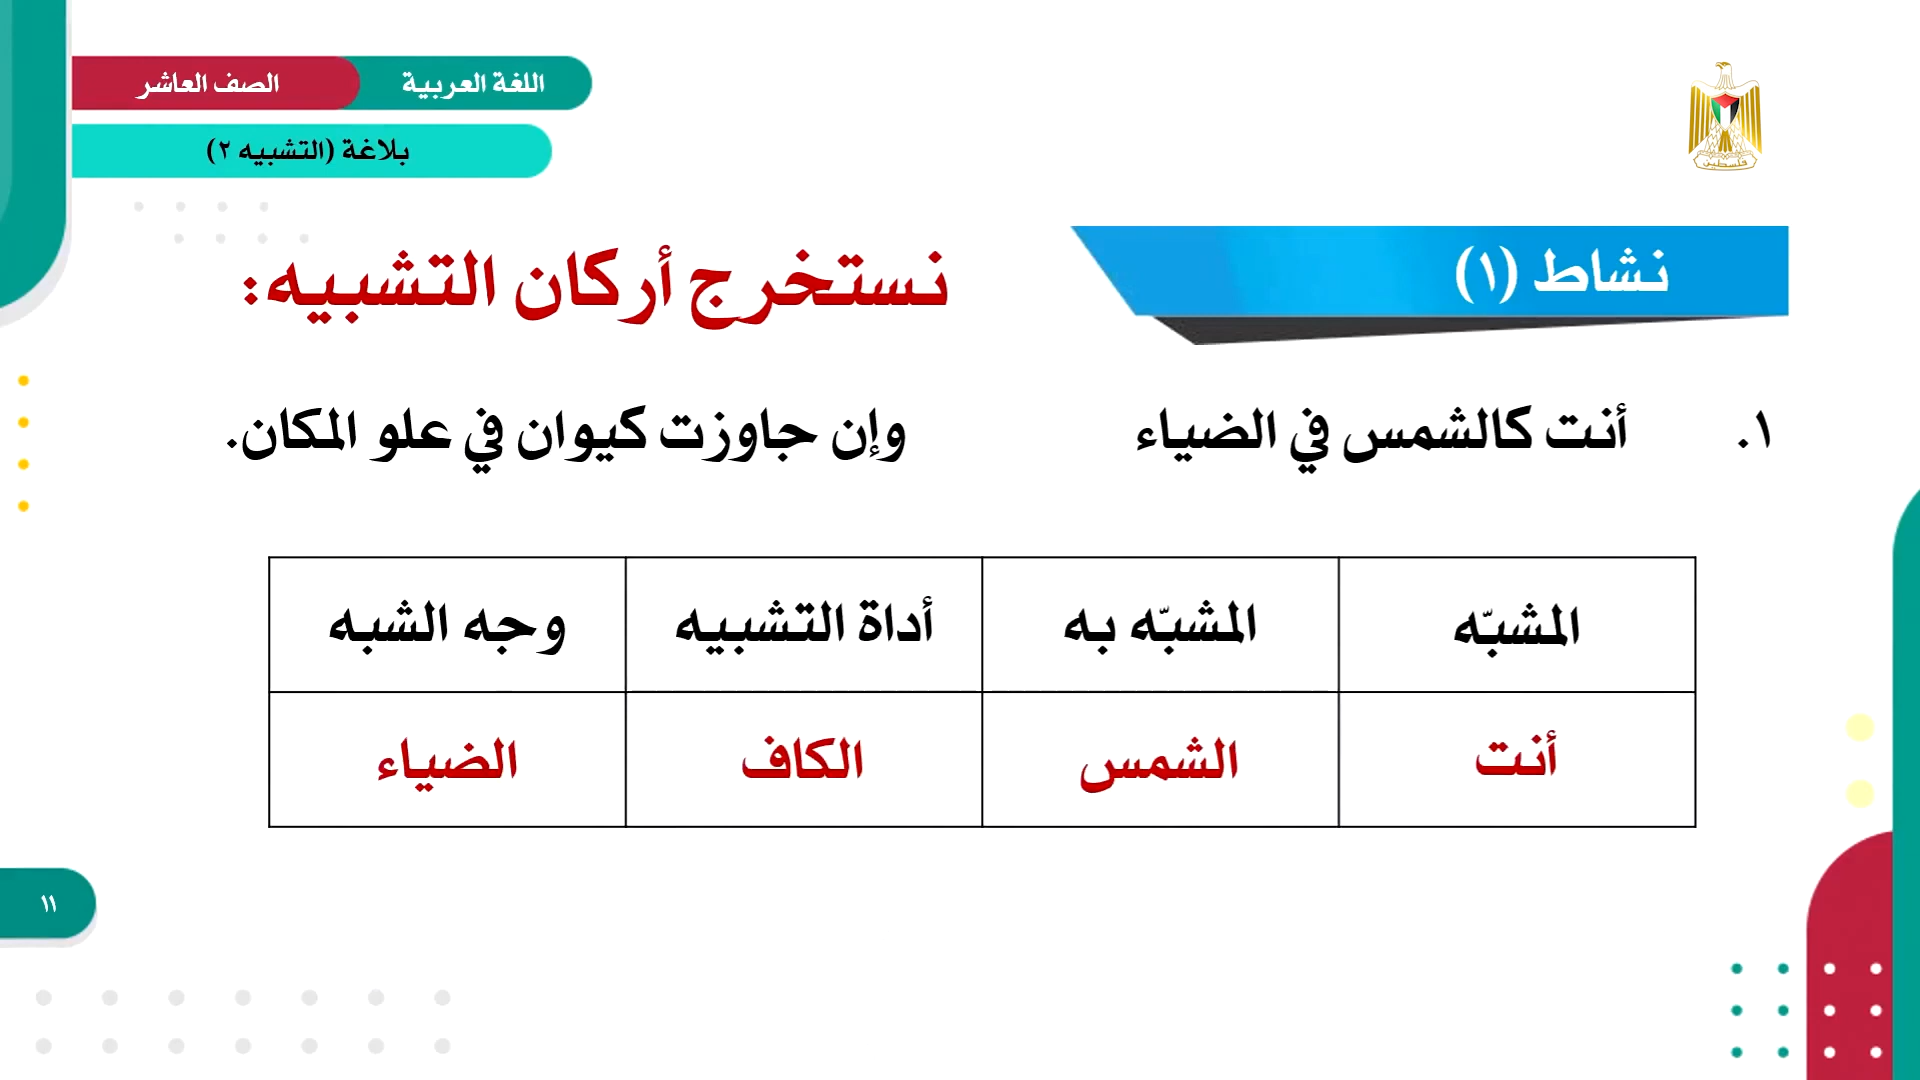 اللغة العربية الصف العاشر
بلاغة (التشبيه ٢)
فلسطين
نشاط (١)
نستخرج أركان التشبيه:
١. أنت كالشمس في الضياء وإن جاوزت كيوان في علو المكان.
المشبّه المشبّه به أداة التشبيه وجه الشبه
أنت الشمس الكاف الضياء
١١